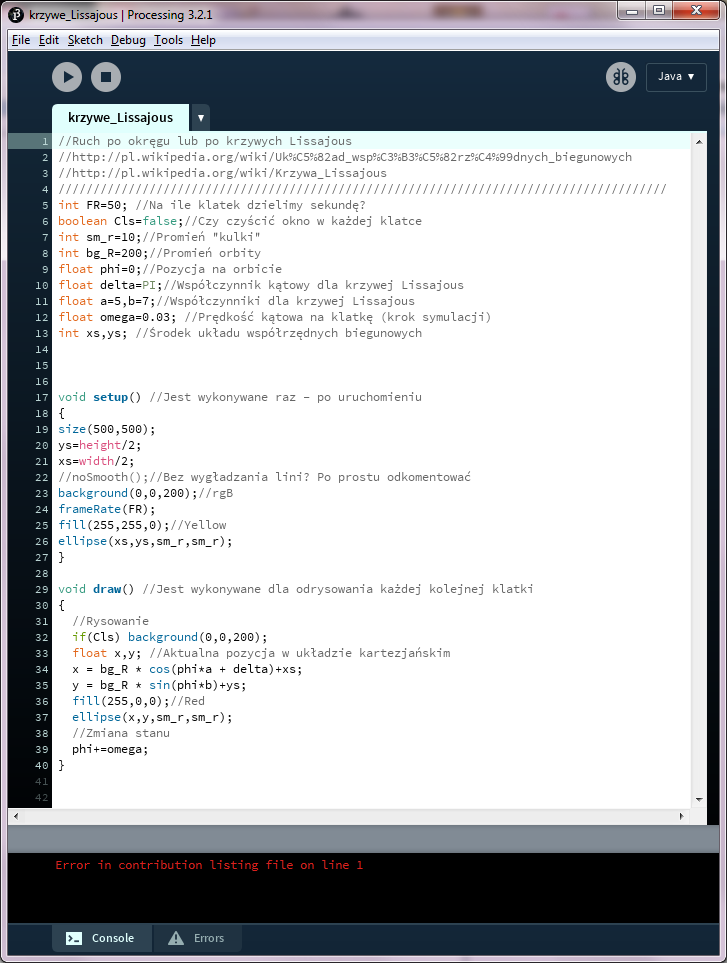 krzywe_Lissajous | Processing 3.2.1
File Edit Sketch Debug Tools Help
Java ▼
krzywe_Lissajous ▼
1 //Ruch po okręgu lub po krzywych Lissajous
2 //http://pl.wikipedia.org/wiki/Uk%C5%82ad_wsp%C3%B3%C5%82rz%C4%99dnych_biegunowych
3 //http://pl.wikipedia.org/wiki/Krzywa_Lissajous
4 ///////////////////////////////////////////////////////////////////////////////////////
5 int FR=50; //Na ile klatek dzielimy sekundę?
6 boolean Cls=false;//Czy czyścić okno w każdej klatce
7 int sm_r=10;//Promień "kulki"
8 int bg_R=200;//Promień orbity
9 float phi=0;//Pozycja na orbicie
10 float delta=PI;//Współczynnik kątowy dla krzywej Lissajous
11 float a=5,b=7;//Współczynniki dla krzywej Lissajous
12 float omega=0.03; //Prędkość kątowa na klatkę (krok symulacji)
13 int xs,ys; //Środek układu współrzędnych biegunowych
14
15
16
17 void setup() //Jest wykonywane raz – po uruchomieniu
18 {
19 size(500,500);
20 ys=height/2;
21 xs=width/2;
22 //noSmooth();//Bez wygładzania lini? Po prostu odkomentować
23 background(0,0,200);//rgB
24 frameRate(FR);
25 fill(255,255,0);//Yellow
26 ellipse(xs,ys,sm_r,sm_r);
27 }
28
29 void draw() //Jest wykonywane dla odrysowania każdej kolejnej klatki
30 {
31 //Rysowanie
32 if(Cls) background(0,0,200);
33 float x,y; //Aktualna pozycja w układzie kartezjańskim
34 x = bg_R * cos(phi*a + delta)+xs;
35 y = bg_R * sin(phi*b)+ys;
36 fill(255,0,0);//Red
37 ellipse(x,y,sm_r,sm_r);
38 //Zmiana stanu
39 phi+=omega;
40 }
41
42
Error in contribution listing file on line 1
Console Errors